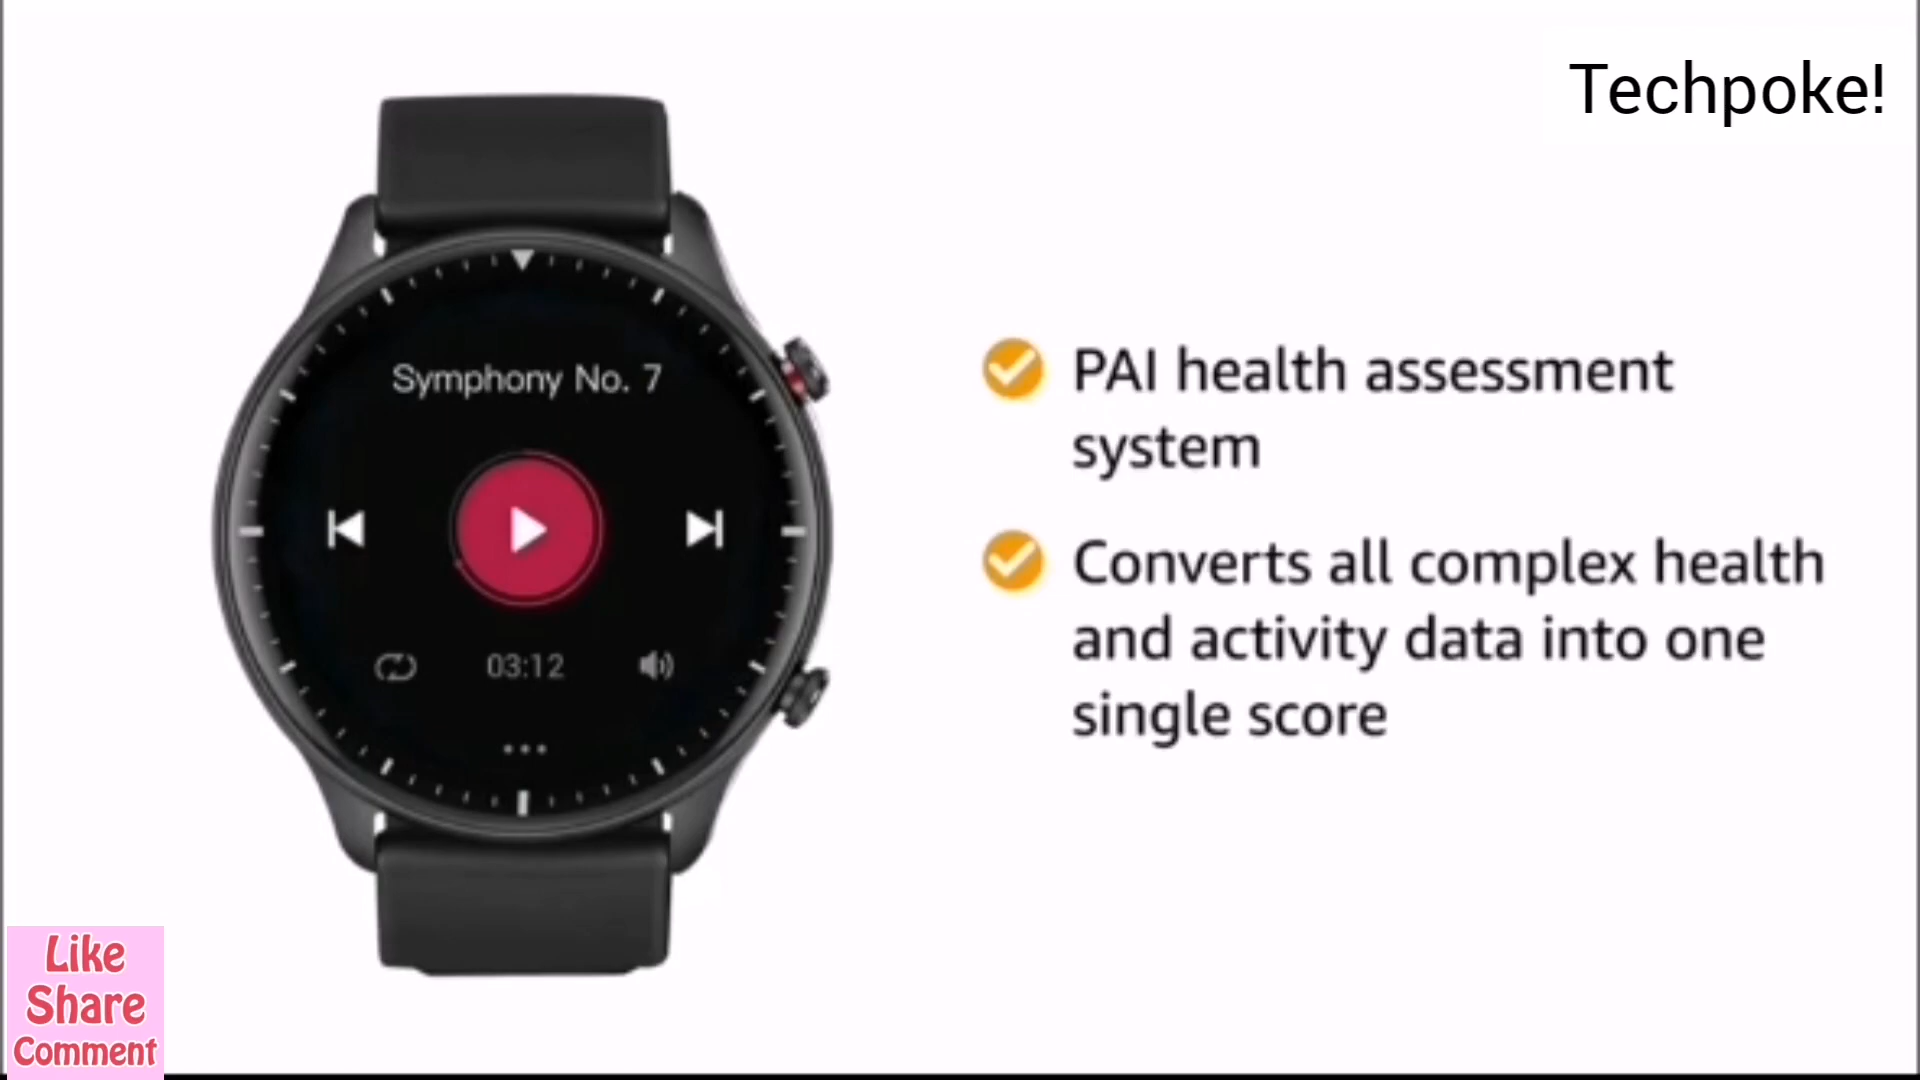 Techpoke!
Symphony No. 7
03:12
PAI health assessment
system
Converts all complex health
and activity data into one
single score
Like
Share
Comment